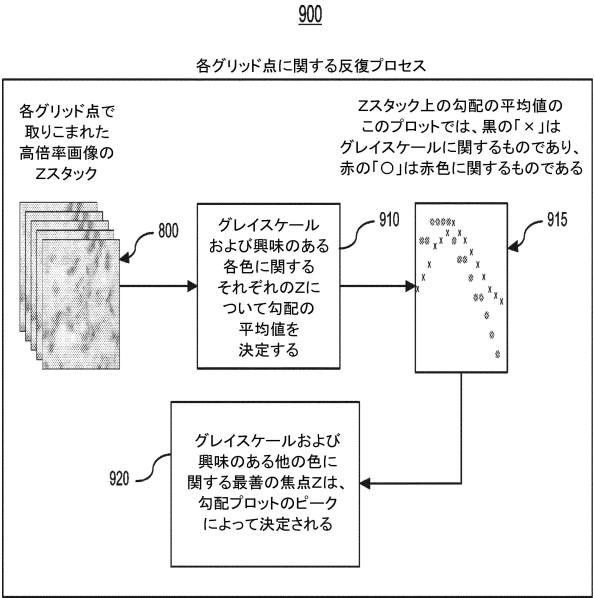 900
各グリッド点に関する反復プロセス
各グリッド点で
取りこまれた
高倍率画像の
Zスタック
800
グレイスケール
および興味のある
各色に関する
それぞれのZに
ついて勾配の
平均値を
決定する
910
Zスタック上の勾配の平均値の
このプロットでは、黒の「×」は
グレイスケールに関するものであり、
赤の「○」は赤色に関するものである
915
グレイスケールおよび
興味のある他の色に
関する最善の焦点Zは、
勾配プロットのピーク
によって決定される
920